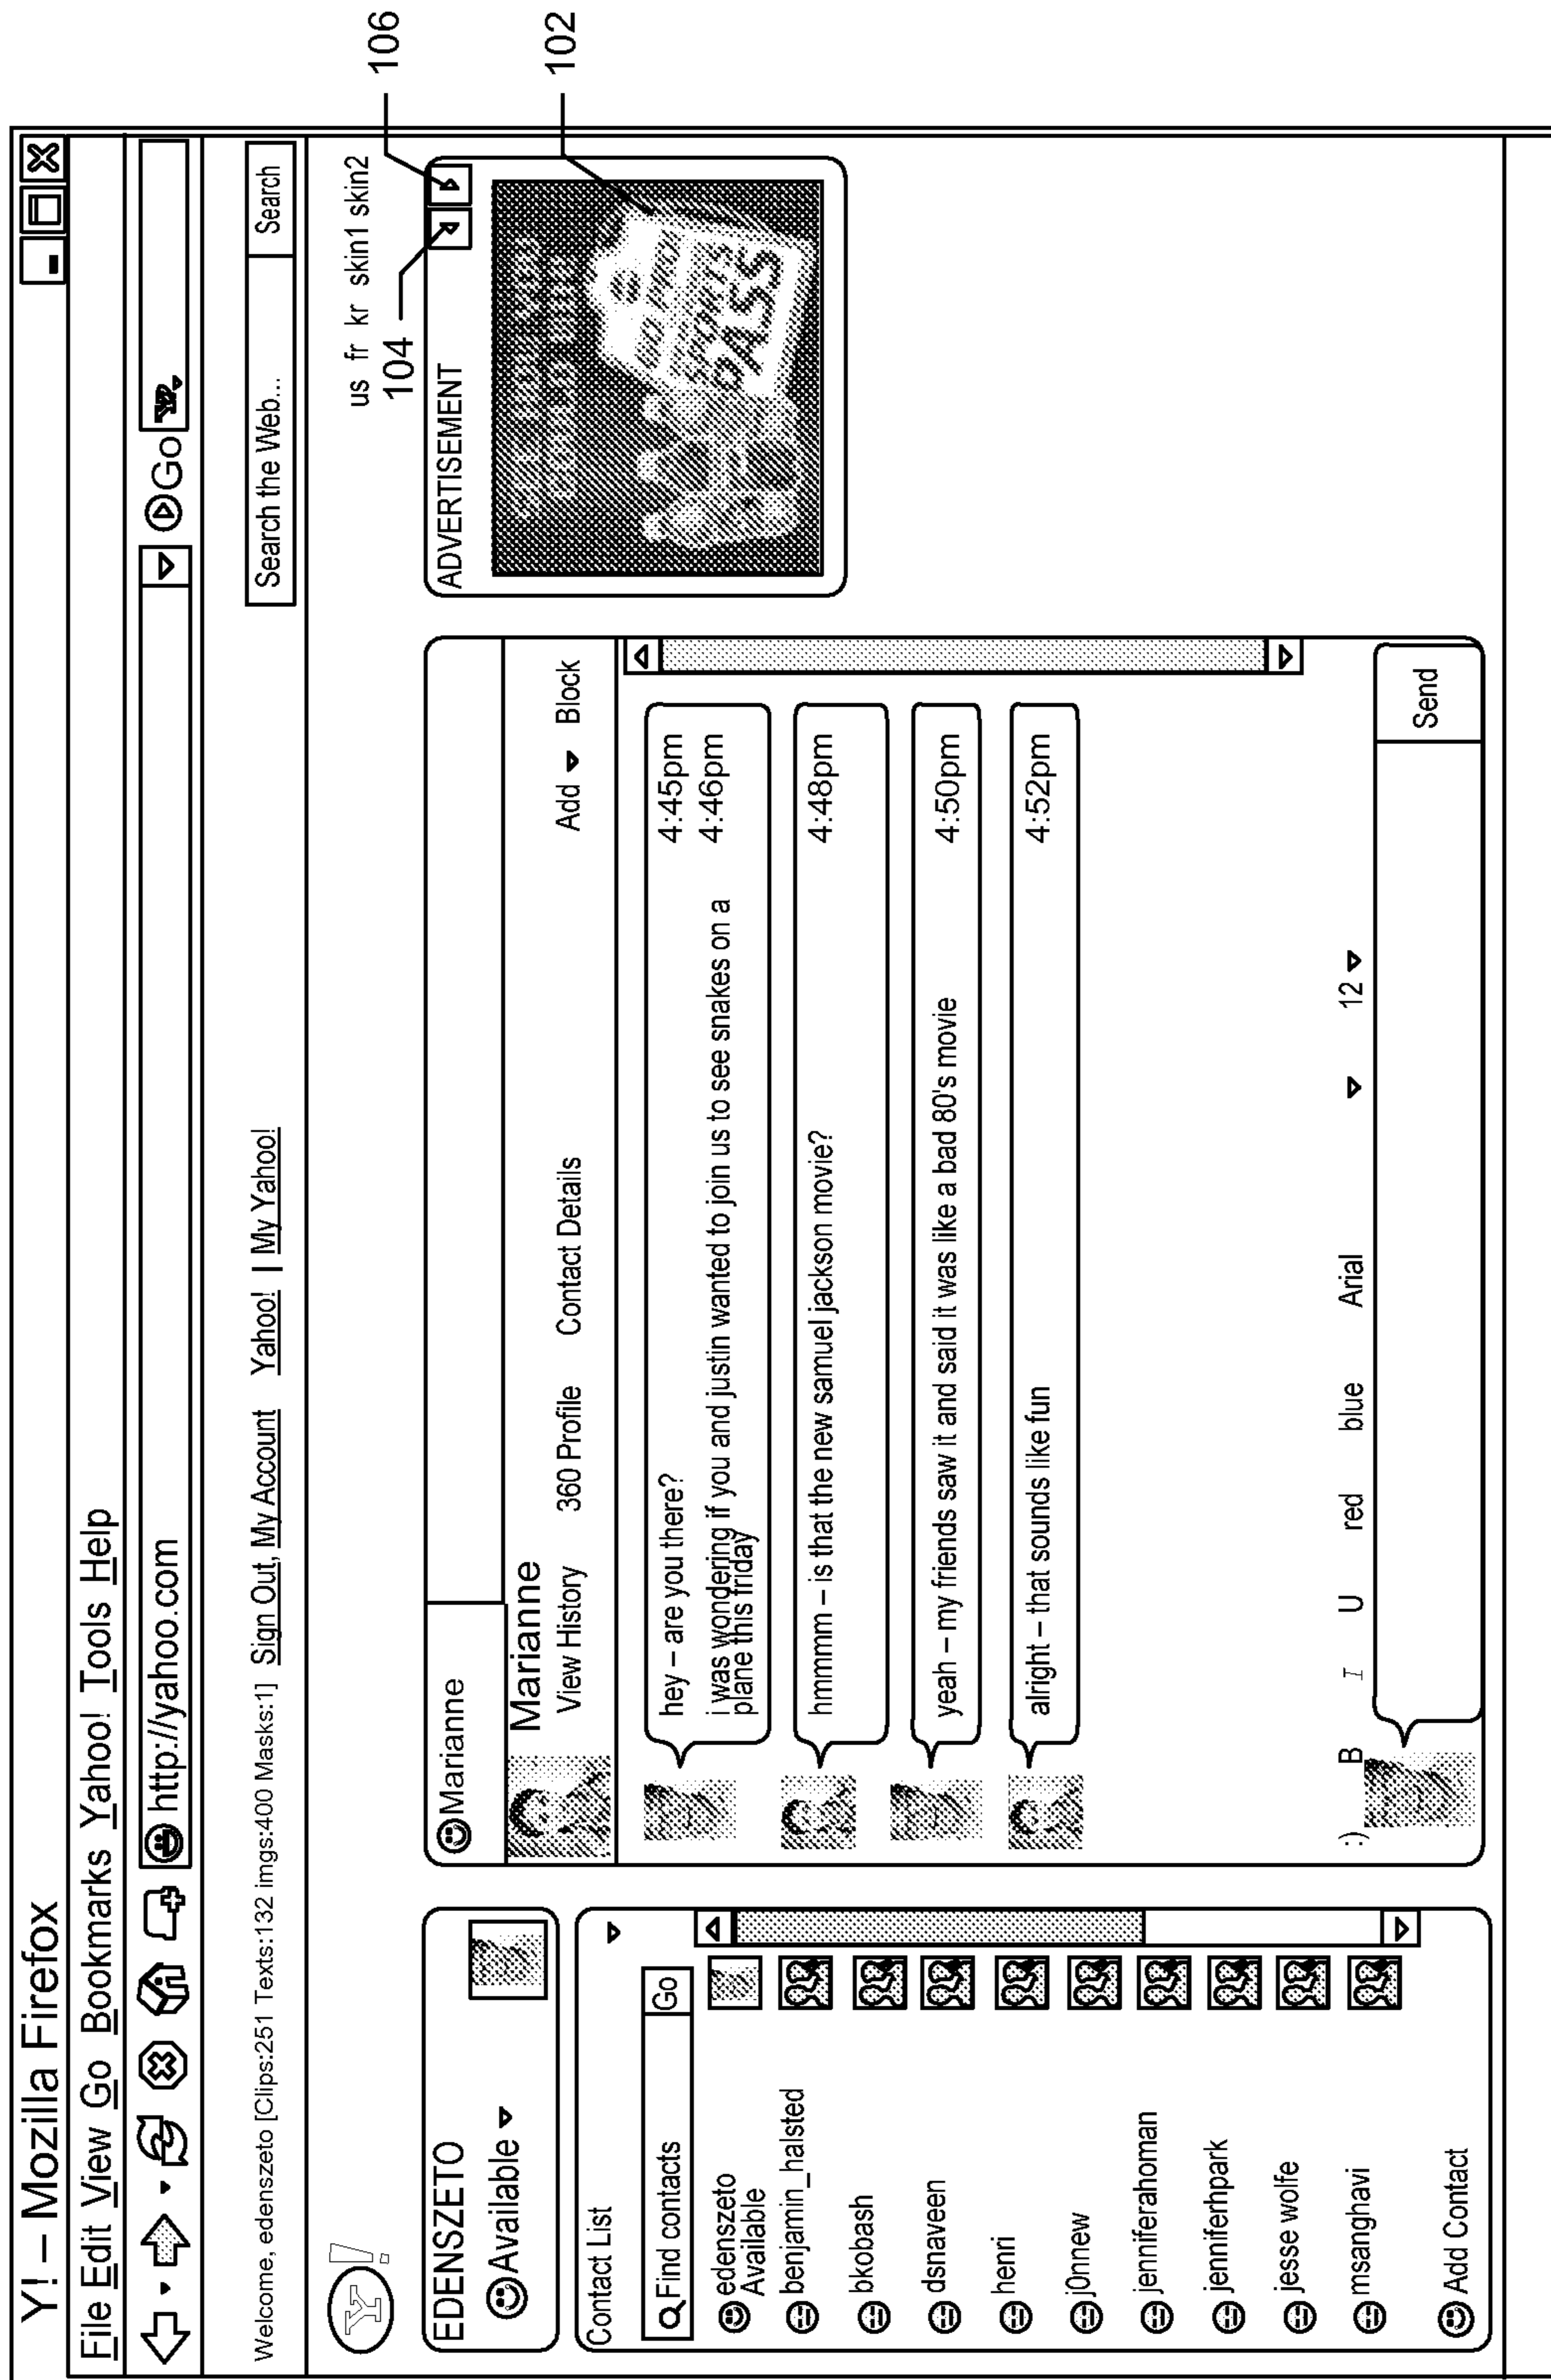 Y! – Mozilla Firefox
File Edit View Go Bookmarks Yahoo! Tools Help
http://yahoo.com
Go
Welcome, edenszeto [Clips:251 Texts:132 imgs:400 Masks:1] Sign Out, My Account Yahoo! | My Yahoo!
Search the Web...
Search
Y!
us fr kr skin1 skin2
106
104
102
EDENSZETO
Available
Contact List
Find contacts
Go
edenszeto
Available
benjamin_halsted
bkobash
dsnaveen
henri
j0nnew
jenniferahoman
jenniferhpark
jesse wolfe
msanghavi
Add Contact
Marianne
Marianne
View History 360 Profile Contact Details Add Block
hey – are you there? 4:45pm
i was wondering if you and justin wanted to join us to see snakes on a 4:46pm
plane this friday
hmmmm – is that the new samuel jackson movie? 4:48pm
yeah – my friends saw it and said it was like a bad 80's movie 4:50pm
alright – that sounds like fun 4:52pm
:) B I U red blue Arial 12
Send
ADVERTISEMENT
SPORTS
PASS